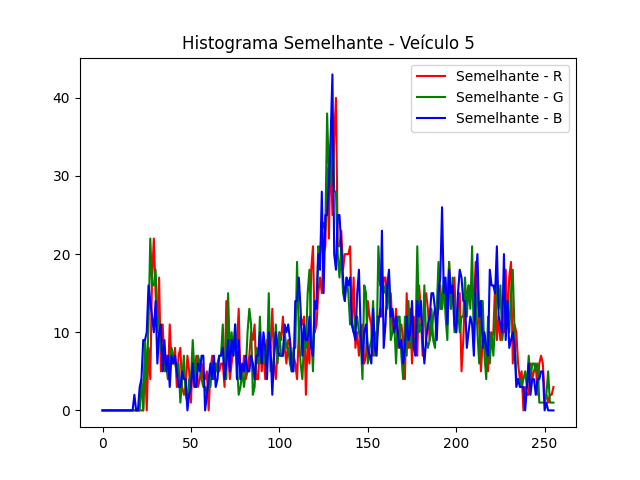 Histograma Semelhante - Veículo 5
Semelhante - R
Semelhante - G
Semelhante - B
40
30
20
10
0
0 50 100 150 200 250